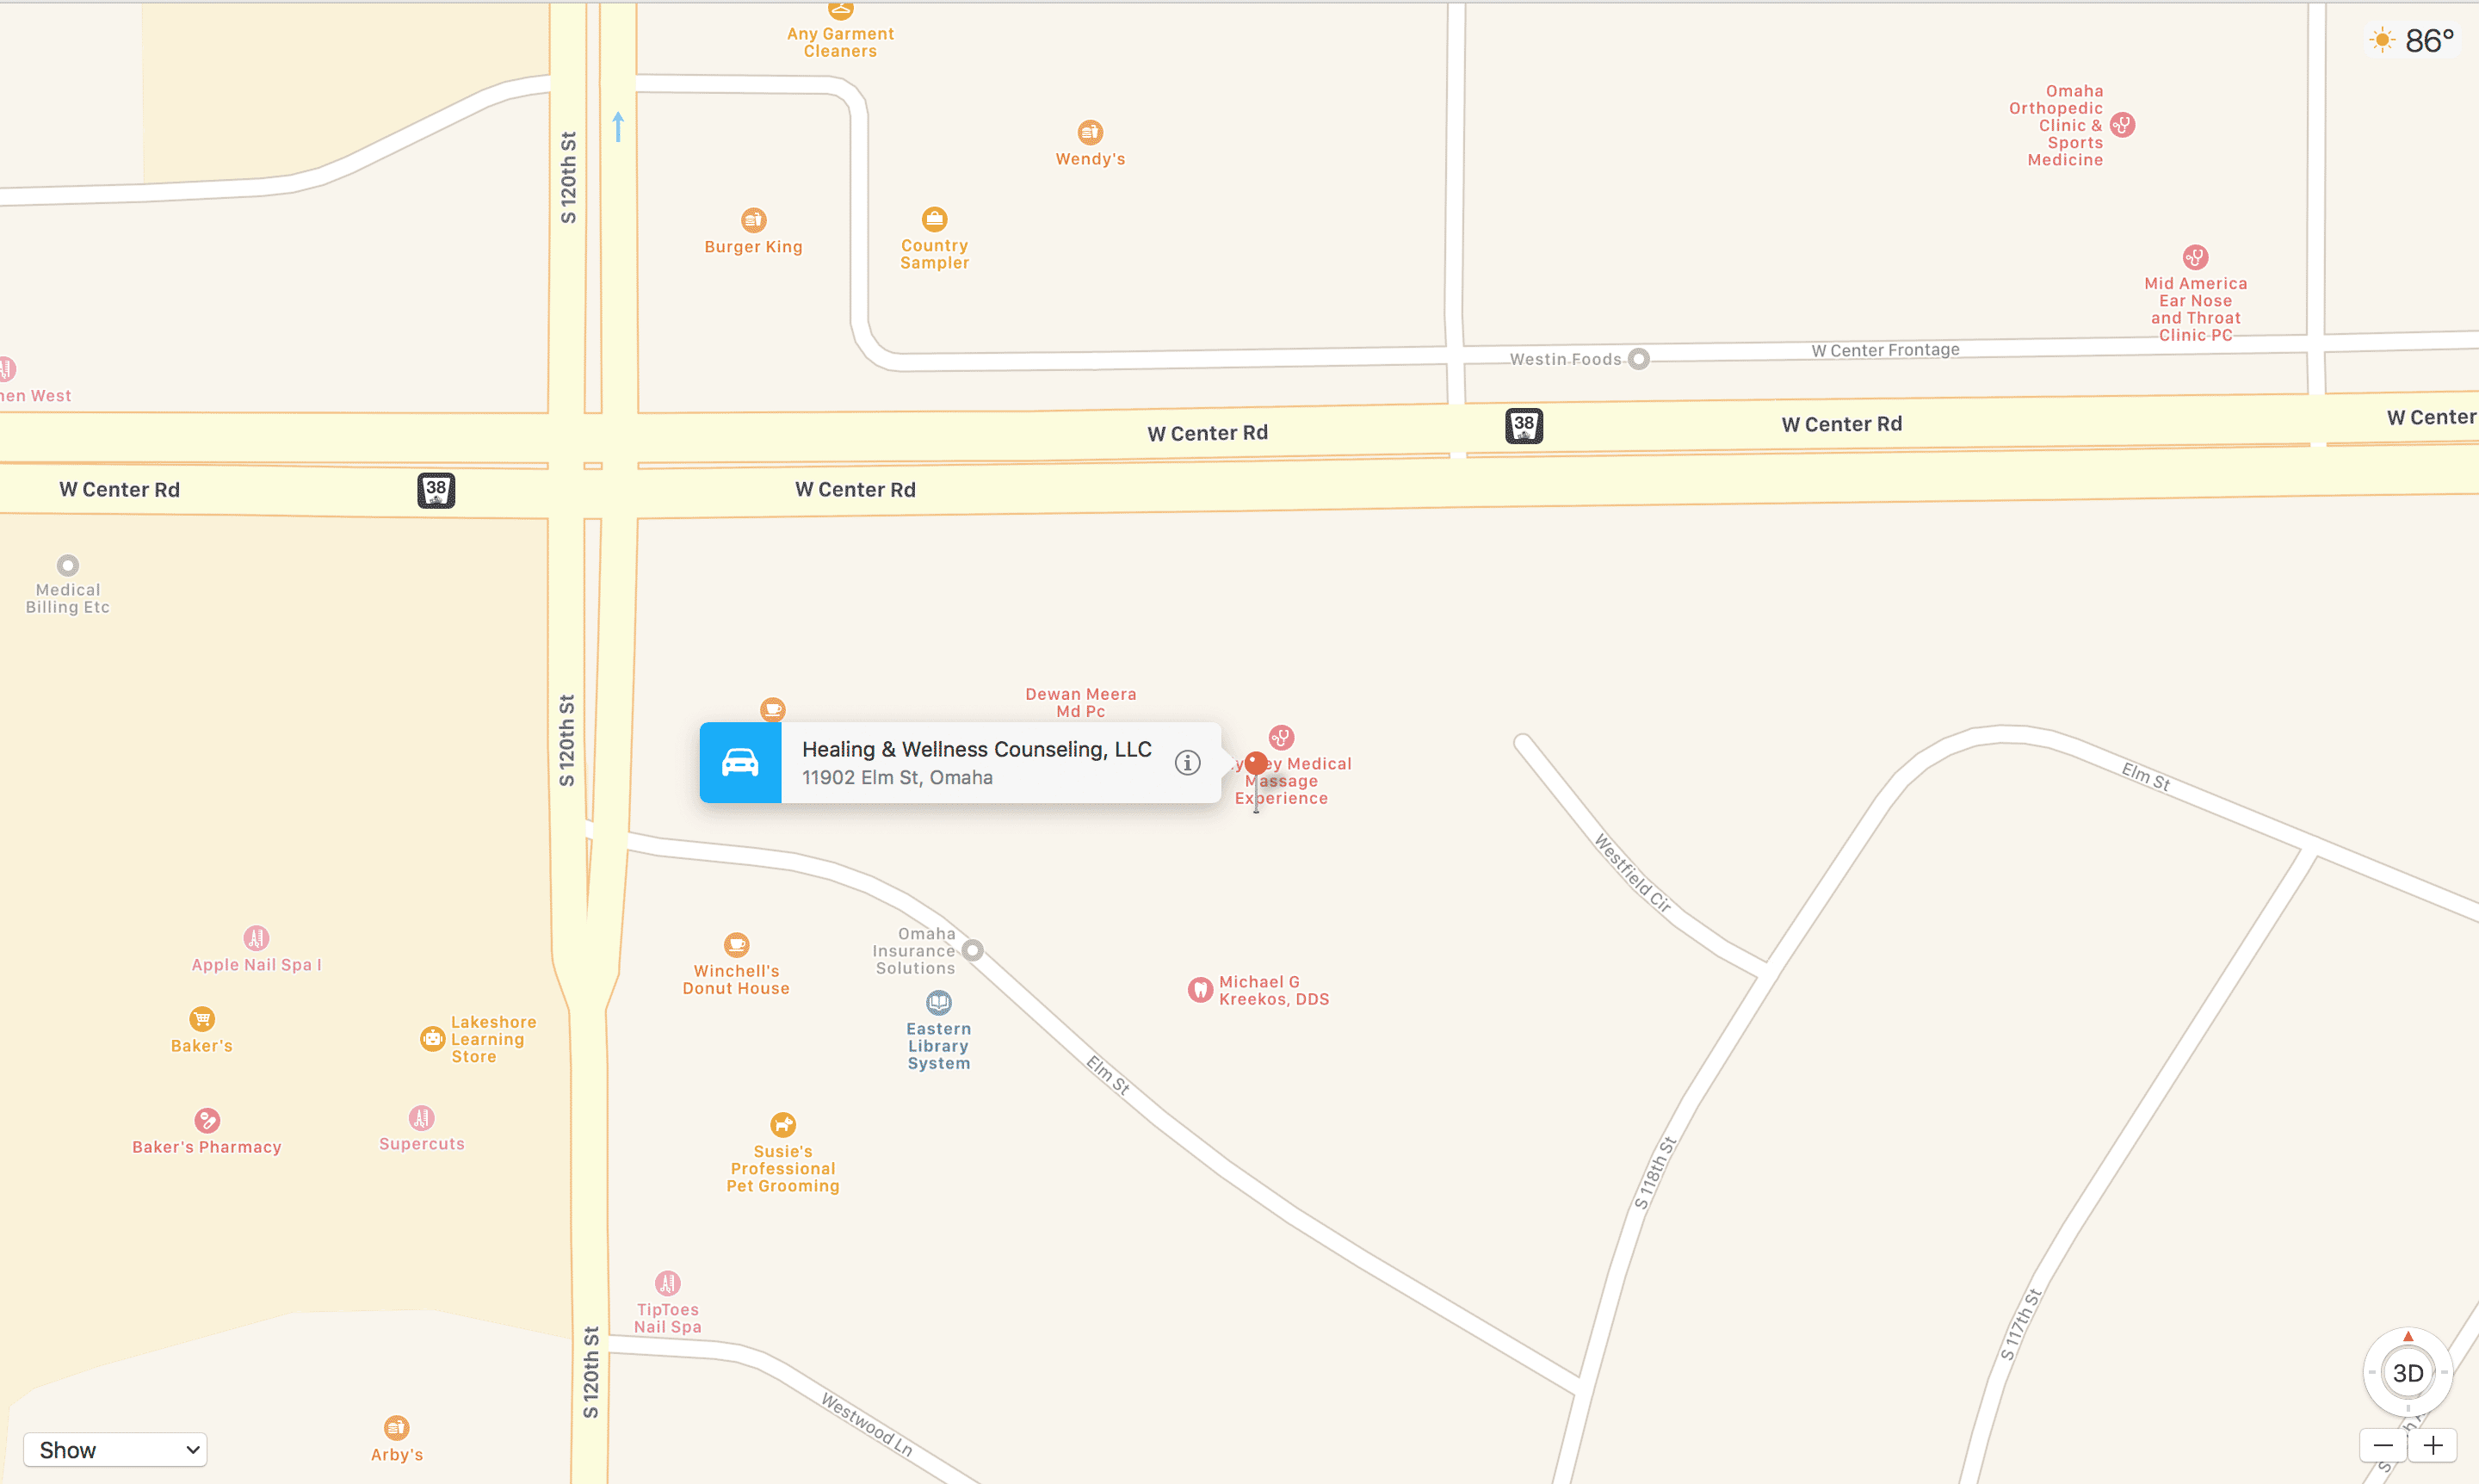 Any Garment
Cleaners
86°
Omaha
Orthopedic
Clinic &
Sports
Medicine
Wendy's
S 120th St
Burger King
Country
Sampler
Mid America
Ear Nose
and Throat
Clinic PC
Westin Foods
W Center Frontage
men West
W Center Rd
38
W Center Rd
W Center
W Center Rd
38
W Center Rd
Medical
Billing Etc
S 120th St
Dewan Meera
Md Pc
Healing & Wellness Counseling, LLC
11902 Elm St, Omaha
Medical
Massage
Experience
Elm St
Westfield Cir
Apple Nail Spa I
Winchell's
Donut House
Omaha
Insurance
Solutions
Michael G
Kreekos, DDS
Baker's
Lakeshore
Learning
Store
Eastern
Library
System
Elm St
Baker's Pharmacy
Supercuts
Susie's
Professional
Pet Grooming
S 118th St
TipToes
Nail Spa
S 117th St
S 120th St
Westwood Ln
3D
Show
Arby's
S